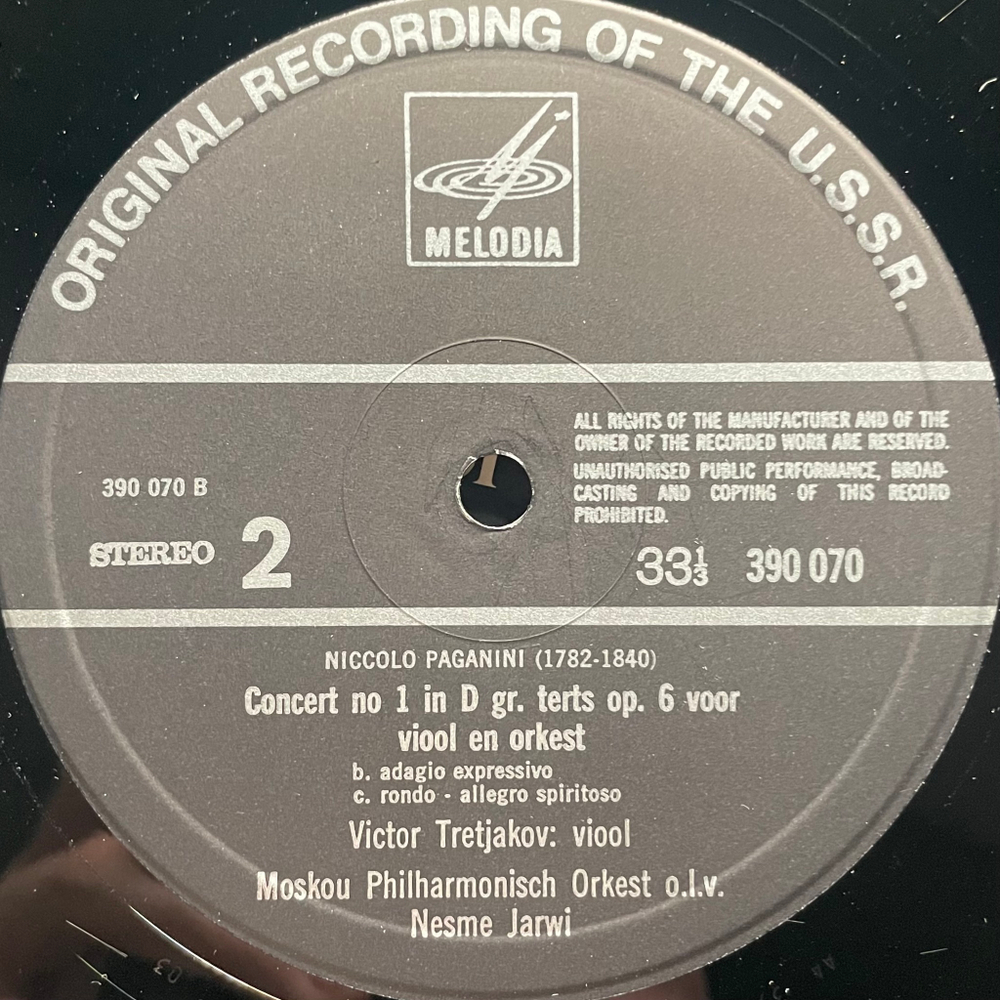 ORIGINAL RECORDING OF THE U.S.S.R.
MELODIA
ALL RIGHTS OF THE MANUFACTURER AND OF THE
OWNER OF THE RECORDED WORK ARE RESERVED.
UNAUTHORISED PUBLIC PERFORMANCE, BROAD-
CASTING AND COPYING OF THIS RECORD
PROHIBITED.
390 070 B
STEREO 2
33⅓ 390 070
NICCOLO PAGANINI (1782-1840)
Concert no 1 in D gr. terts op. 6 voor
viool en orkest
b. adagio expressivo
c. rondo - allegro spiritoso
Victor Tretjakov: viool
Moskou Philharmonisch Orkest o.l.v.
Nesme Jarwi